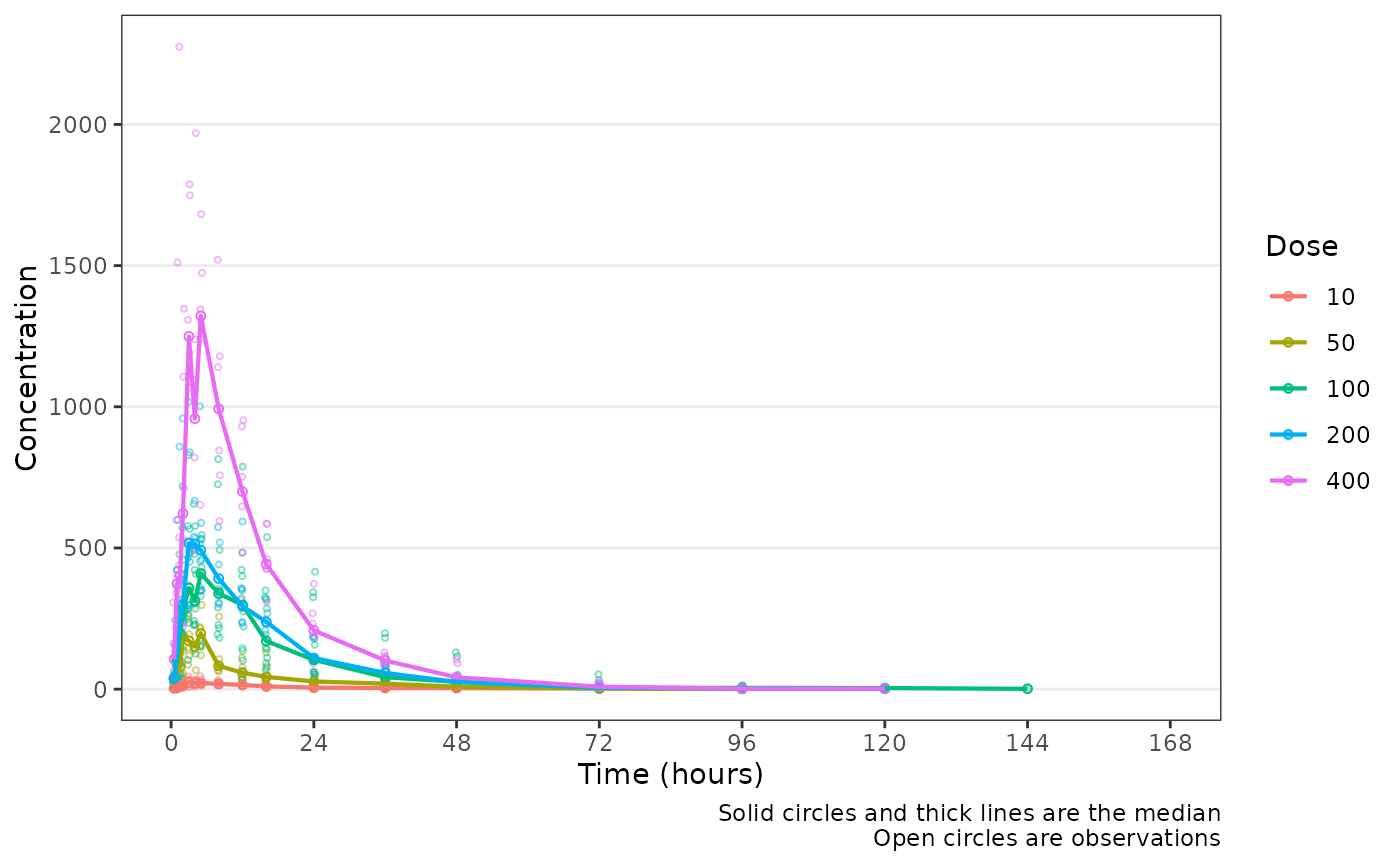 2000
1500
1000
500
0
Concentration
0 24 48 72 96 120 144 168
Time (hours)
Solid circles and thick lines are the median
Open circles are observations
Dose
10
50
100
200
400